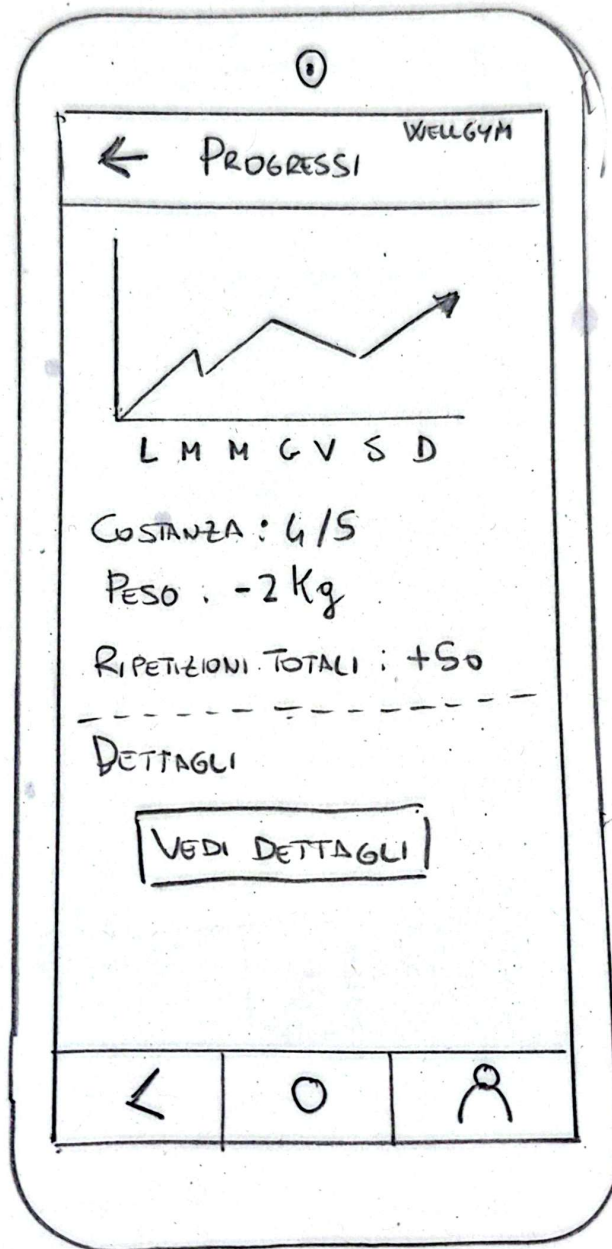 WELLGYM
← PROGRESSI
L M M G V S D
COSTANZA : 4/5
PESO : -2 Kg
RIPETIZIONI TOTALI : +50
DETTAGLI
VEDI DETTAGLI